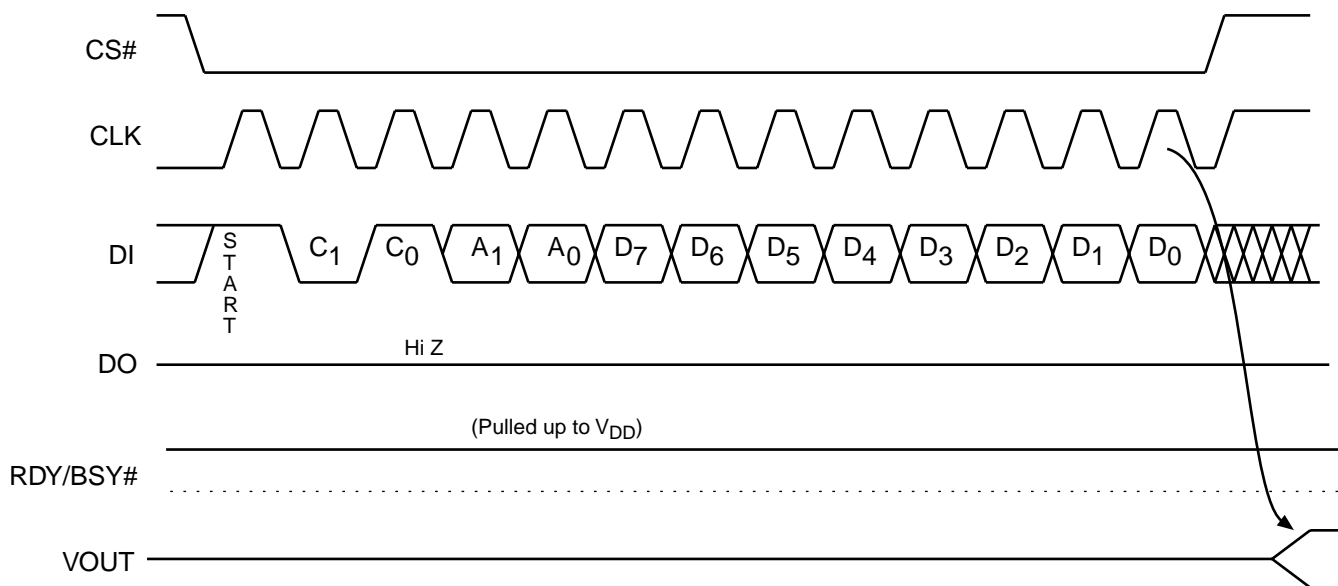 CS#
CLK
DI
S
T
A
R
T
C1 C0 A1 A0 D7 D6 D5 D4 D3 D2 D1 D0
DO
Hi Z
(Pulled up to VDD)
RDY/BSY#
VOUT